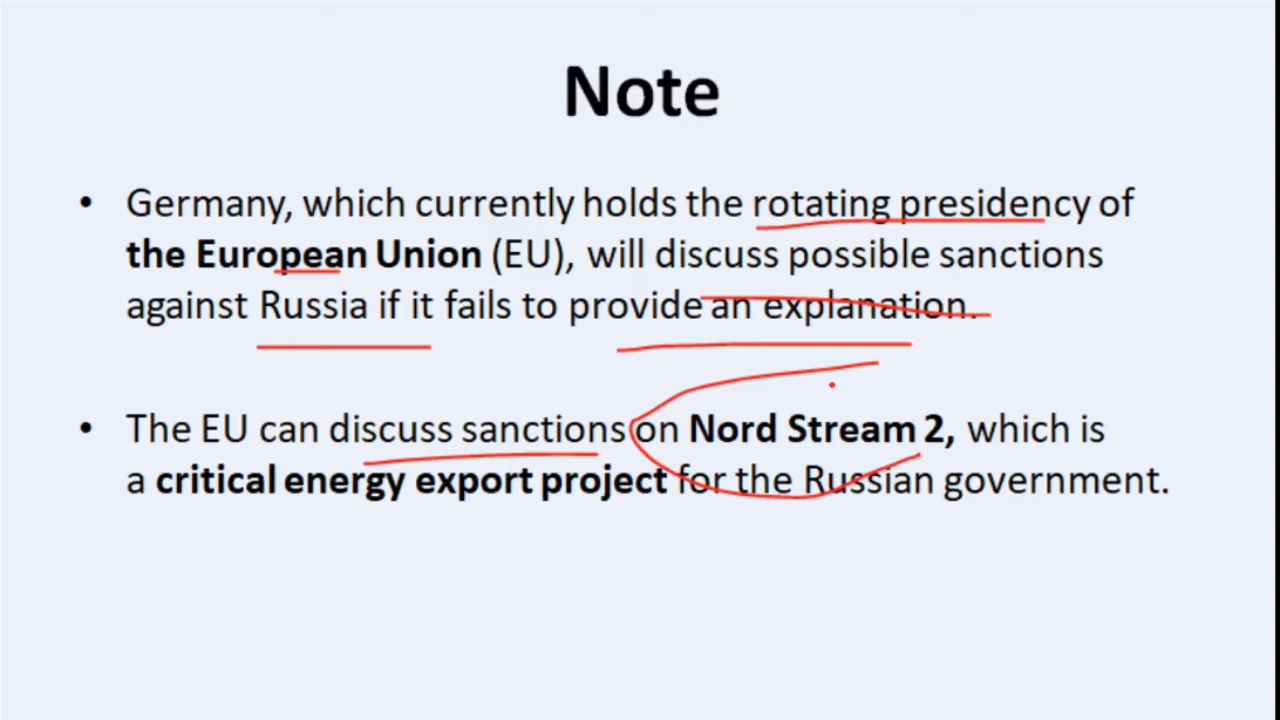 Note
• Germany, which currently holds the rotating presidency of
the European Union (EU), will discuss possible sanctions
against Russia if it fails to provide an explanation.
• The EU can discuss sanctions on Nord Stream 2, which is
a critical energy export project for the Russian government.